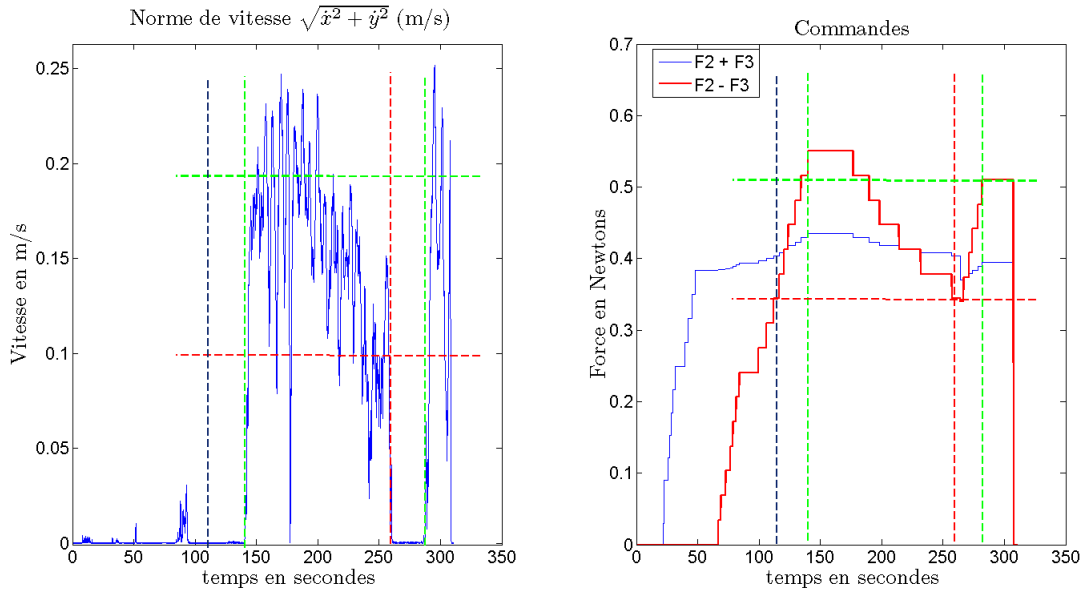 Norme de vitesse √ẋ² + ẏ² (m/s)
Vitesse en m/s
0.25
0.2
0.15
0.1
0.05
0
0 50 100 150 200 250 300 350
temps en secondes
Commandes
F2 + F3
F2 - F3
Force en Newtons
0.7
0.6
0.5
0.4
0.3
0.2
0.1
0
0 50 100 150 200 250 300 350
temps en secondes